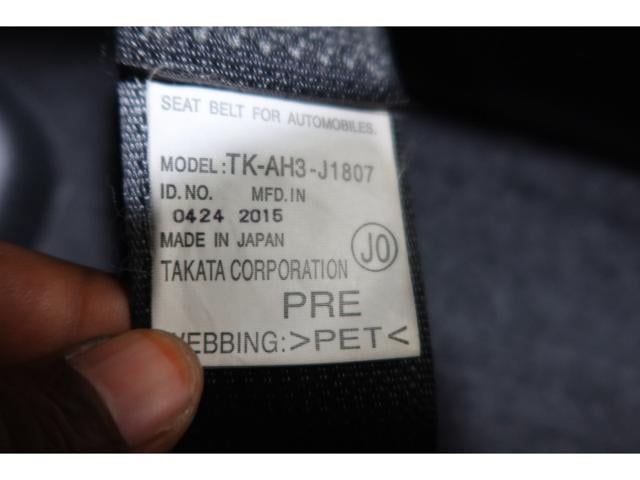 SEAT BELT FOR AUTOMOBILES.
MODEL:TK-AH3-J1807
ID.NO. MFD.IN
0424 2015
MADE IN JAPAN JO
TAKATA CORPORATION
PRE
WEBBING:>PET<